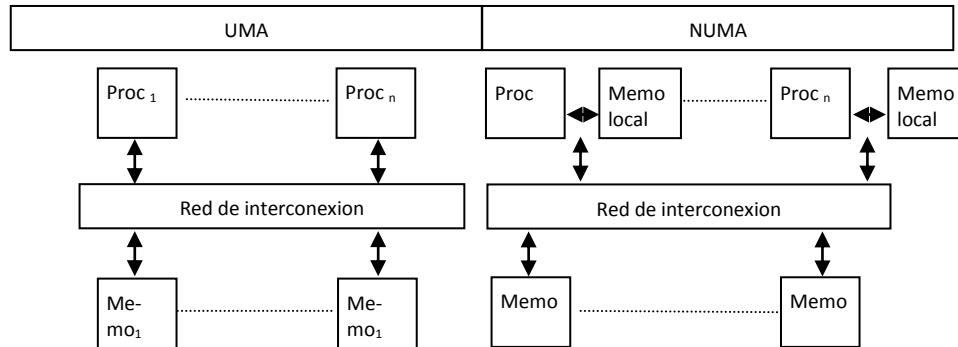 UMA NUMA
Proc 1 Proc n Proc Memo Proc n Memo
local local
Red de interconexion Red de interconexion
Me- Me- Memo Memo
mo1 mo1